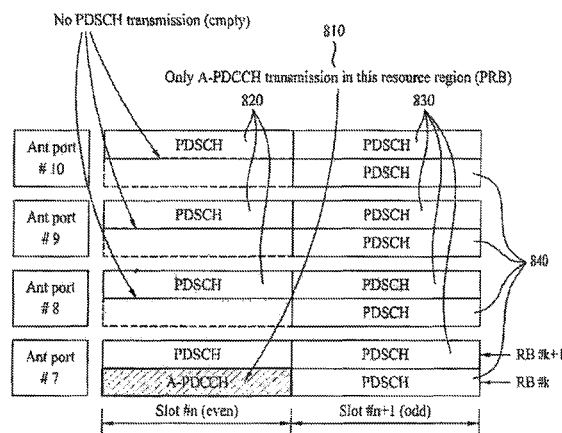 No PDSCH transmission (empty)
810
Only A-PDCCH transmission in this resource region (PRB)
820
830
Ant port
# 10
PDSCH
PDSCH
PDSCH
Ant port
# 9
PDSCH
PDSCH
PDSCH
840
Ant port
# 8
PDSCH
PDSCH
PDSCH
Ant port
# 7
PDSCH
PDSCH
RB #k+1
A-PDCCH
PDSCH
RB #k
Slot #n (even)
Slot #n+1 (odd)